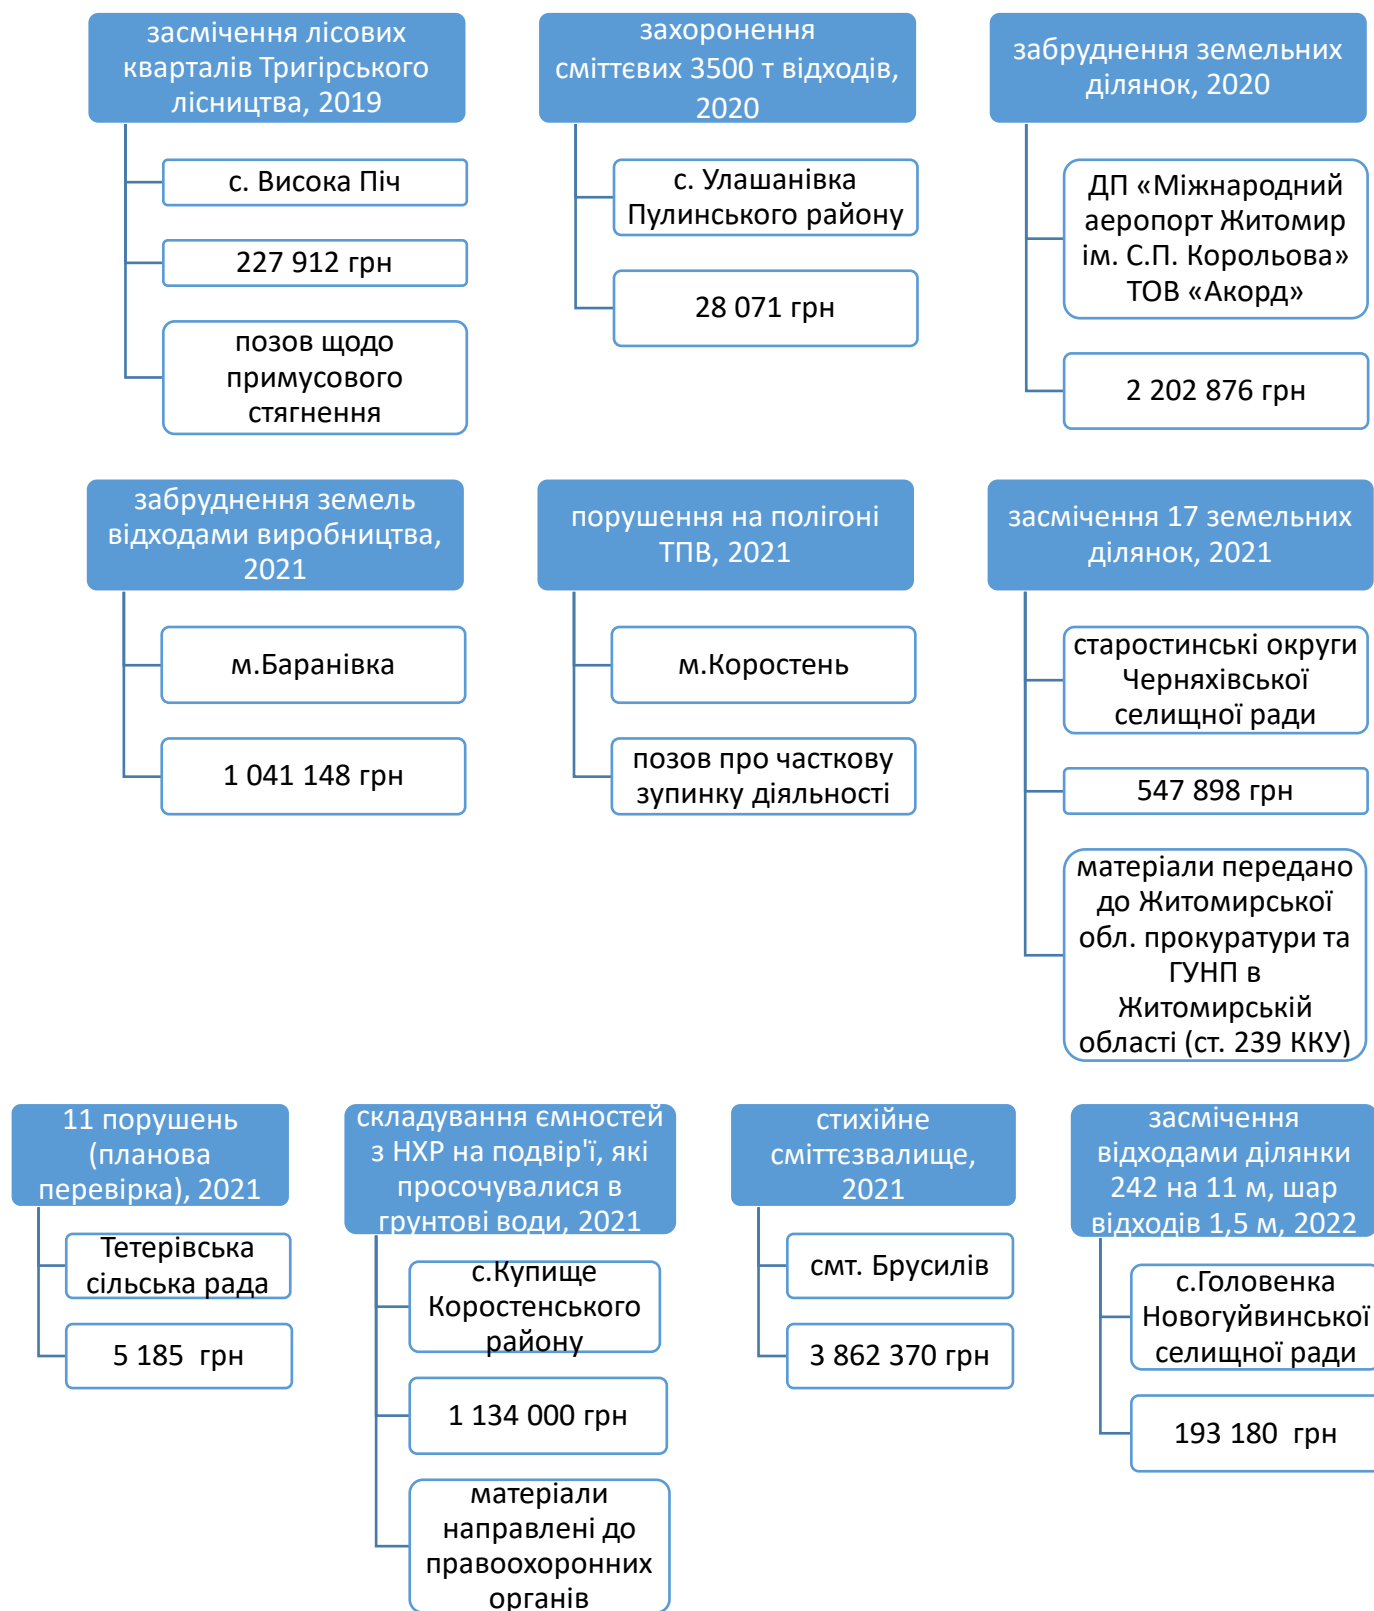 засмічення лісових
кварталів Тригірського
лісництва, 2019
с. Висока Піч
227 912 грн
позов щодо
примусового
стягнення
захоронення
сміттєвих 3500 т відходів,
2020
с. Улашанівка
Пулинського району
28 071 грн
забруднення земельних
ділянок, 2020
ДП «Міжнародний
аеропорт Житомир
ім. С.П. Корольова»
ТОВ «Акорд»
2 202 876 грн
забруднення земель
відходами виробництва,
2021
м.Баранівка
1 041 148 грн
порушення на полігоні
ТПВ, 2021
м.Коростень
позов про часткову
зупинку діяльності
засмічення 17 земельних
ділянок, 2021
старостинські округи
Черняхівської
селищної ради
547 898 грн
матеріали передано
до Житомирської
обл. прокуратури та
ГУНП в
Житомирській
області (ст. 239 ККУ)
11 порушень
(планова
перевірка), 2021
Тетерівська
сільська рада
5 185 грн
складування ємностей
з НХР на подвір'ї, які
просочувалися в
грунтові води, 2021
с.Купище
Коростенського
району
1 134 000 грн
матеріали
направлені до
правоохоронних
органів
стихійне
сміттєзвалище,
2021
смт. Брусилів
3 862 370 грн
засмічення
відходами ділянки
242 на 11 м, шар
відходів 1,5 м, 2022
с.Головенка
Новогуйвинської
селищної ради
193 180 грн